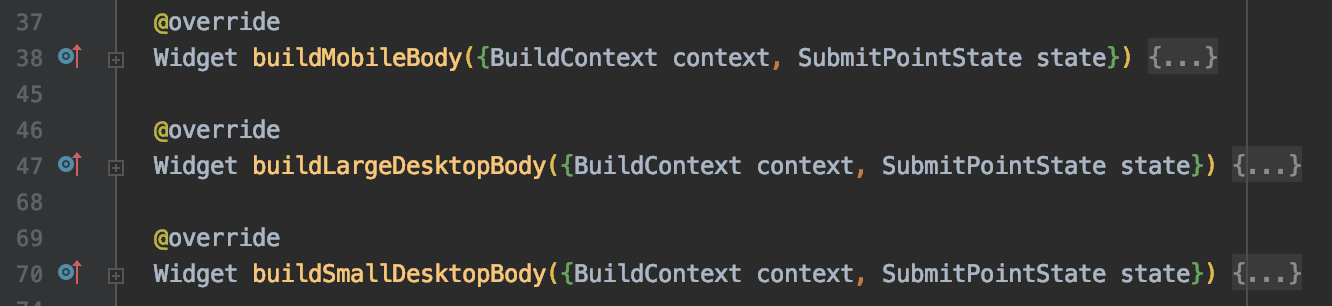 37 @override
38 Widget buildMobileBody({BuildContext context, SubmitPointState state}) {...}
45
46 @override
47 Widget buildLargeDesktopBody({BuildContext context, SubmitPointState state}) {...}
68
69 @override
70 Widget buildSmallDesktopBody({BuildContext context, SubmitPointState state}) {...}